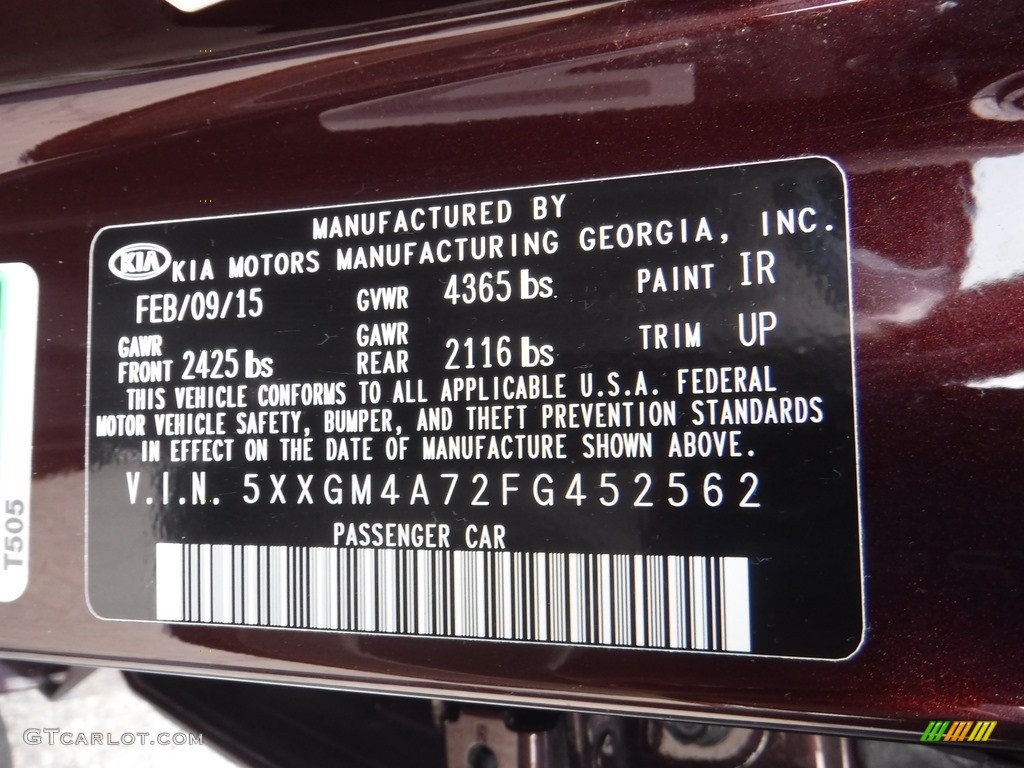 MANUFACTURED BY
KIA KIA MOTORS MANUFACTURING GEORGIA, INC.
FEB/09/15 GVWR 4365 lbs PAINT IR
GAWR FRONT 2425 lbs GAWR REAR 2116 lbs TRIM UP
THIS VEHICLE CONFORMS TO ALL APPLICABLE U.S.A. FEDERAL
MOTOR VEHICLE SAFETY, BUMPER, AND THEFT PREVENTION STANDARDS
IN EFFECT ON THE DATE OF MANUFACTURE SHOWN ABOVE.
V.I.N. 5XXGM4A72FG452562
PASSENGER CAR
T505
GTCARLOT.COM